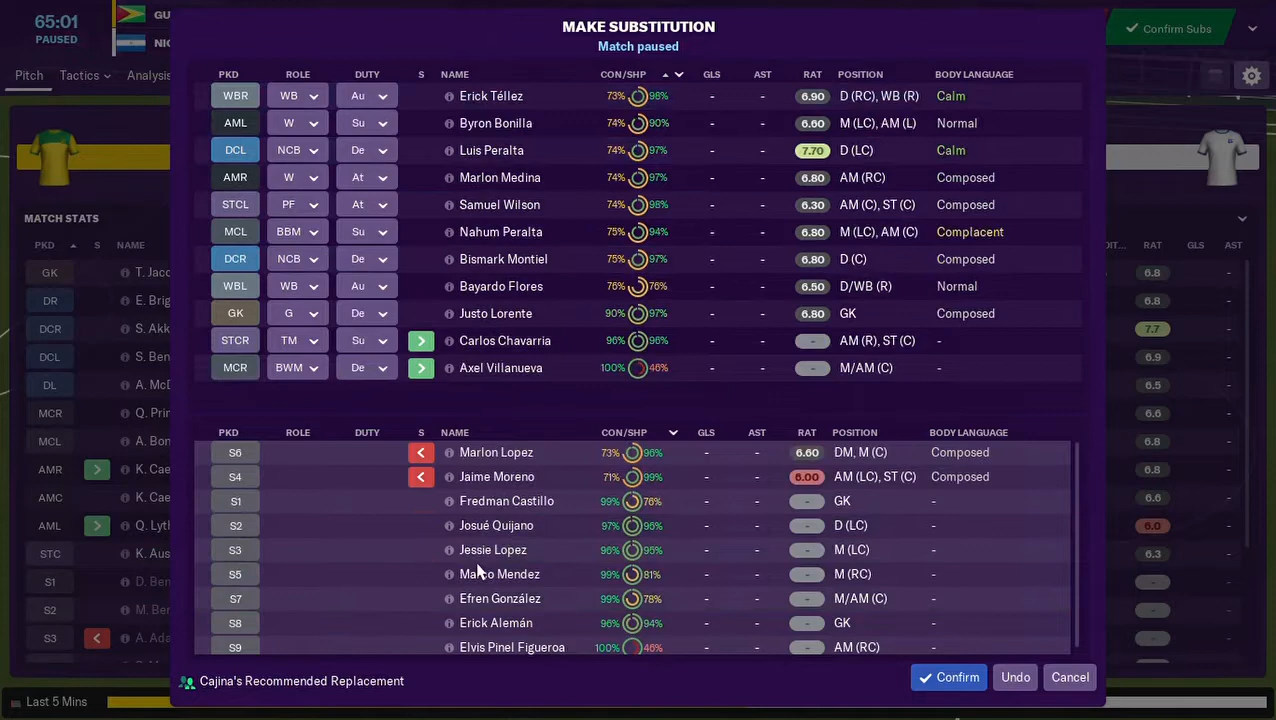 65:01
PAUSED
GU
NIC
Confirm Subs
Pitch Tactics Analysis
MAKE SUBSTITUTION
Match paused
PKD ROLE DUTY S NAME CON/SHP GLS AST RAT POSITION BODY LANGUAGE
WBR WB Au Erick Téllez 73% 98% - - 6.90 D (RC), WB (R) Calm
AML W Su Byron Bonilla 74% 90% - - 6.60 M (LC), AM (L) Normal
DCL NCB De Luis Peralta 74% 97% - - 7.70 D (LC) Calm
AMR W At Marlon Medina 74% 97% - - 6.80 AM (RC) Composed
STCL PF At Samuel Wilson 74% 98% - - 6.30 AM (C), ST (C) Composed
MCL BBM Su Nahum Peralta 75% 94% - - 6.80 M (LC), AM (C) Complacent
DCR NCB De Bismark Montiel 75% 97% - - 6.80 D (C) Composed
WBL WB Au Bayardo Flores 76% 76% - - 6.50 D/WB (R) Normal
GK G De Justo Lorente 90% 97% - - 6.80 GK Composed
STCR TM Su > Carlos Chavarria 96% 96% - - - AM (R), ST (C) -
MCR BWM De > Axel Villanueva 100% 46% - - - M/AM (C) -
PKD ROLE DUTY S NAME CON/SHP GLS AST RAT POSITION BODY LANGUAGE
S6 < Marlon Lopez 73% 96% - - 6.60 DM, M (C) Composed
S4 < Jaime Moreno 71% 99% - - 6.00 AM (LC), ST (C) Composed
S1 Fredman Castillo 99% 76% - - - GK -
S2 Josué Quijano 97% 96% - - - D (LC) -
S3 Jessie Lopez 96% 95% - - - M (LC) -
S5 Marco Mendez 99% 81% - - - M (RC) -
S7 Efren González 99% 78% - - - M/AM (C) -
S8 Erick Alemán 96% 94% - - - GK -
S9 Elvis Pinel Figueroa 100% 46% - - - AM (RC) -
Cajina's Recommended Replacement
Confirm Undo Cancel
MATCH STATS
PKD S NAME
GK T. Jaco
DR E. Brig
DCR S. Akk
DCL S. Ben
DL A. McD
MCR Q. Prin
MCL A. Bon
AMR > K. Cae
AMC K. Cae
AML > Q. Lyth
STC K. Aus
S1 D. Ben
S2 M. Ben
S3 < A. Ada
DIT... RAT GLS AST
6.8 -
6.8 -
7.7 -
6.9 -
6.5 -
6.6 -
6.8 -
6.8 -
6.6 -
6.0 -
6.3 -
- -
- -
- -
Last 5 Mins